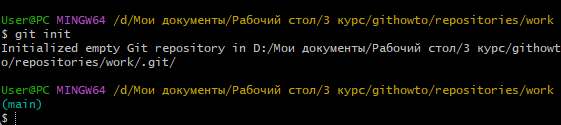 User@PC MINGW64 /d/Мои документы/Рабочий стол/3 курс/githowto/repositories/work
$ git init
Initialized empty Git repository in D:/Мои документы/Рабочий стол/3 курс/githowt
o/repositories/work/.git/
User@PC MINGW64 /d/Мои документы/Рабочий стол/3 курс/githowto/repositories/work
(main)
$